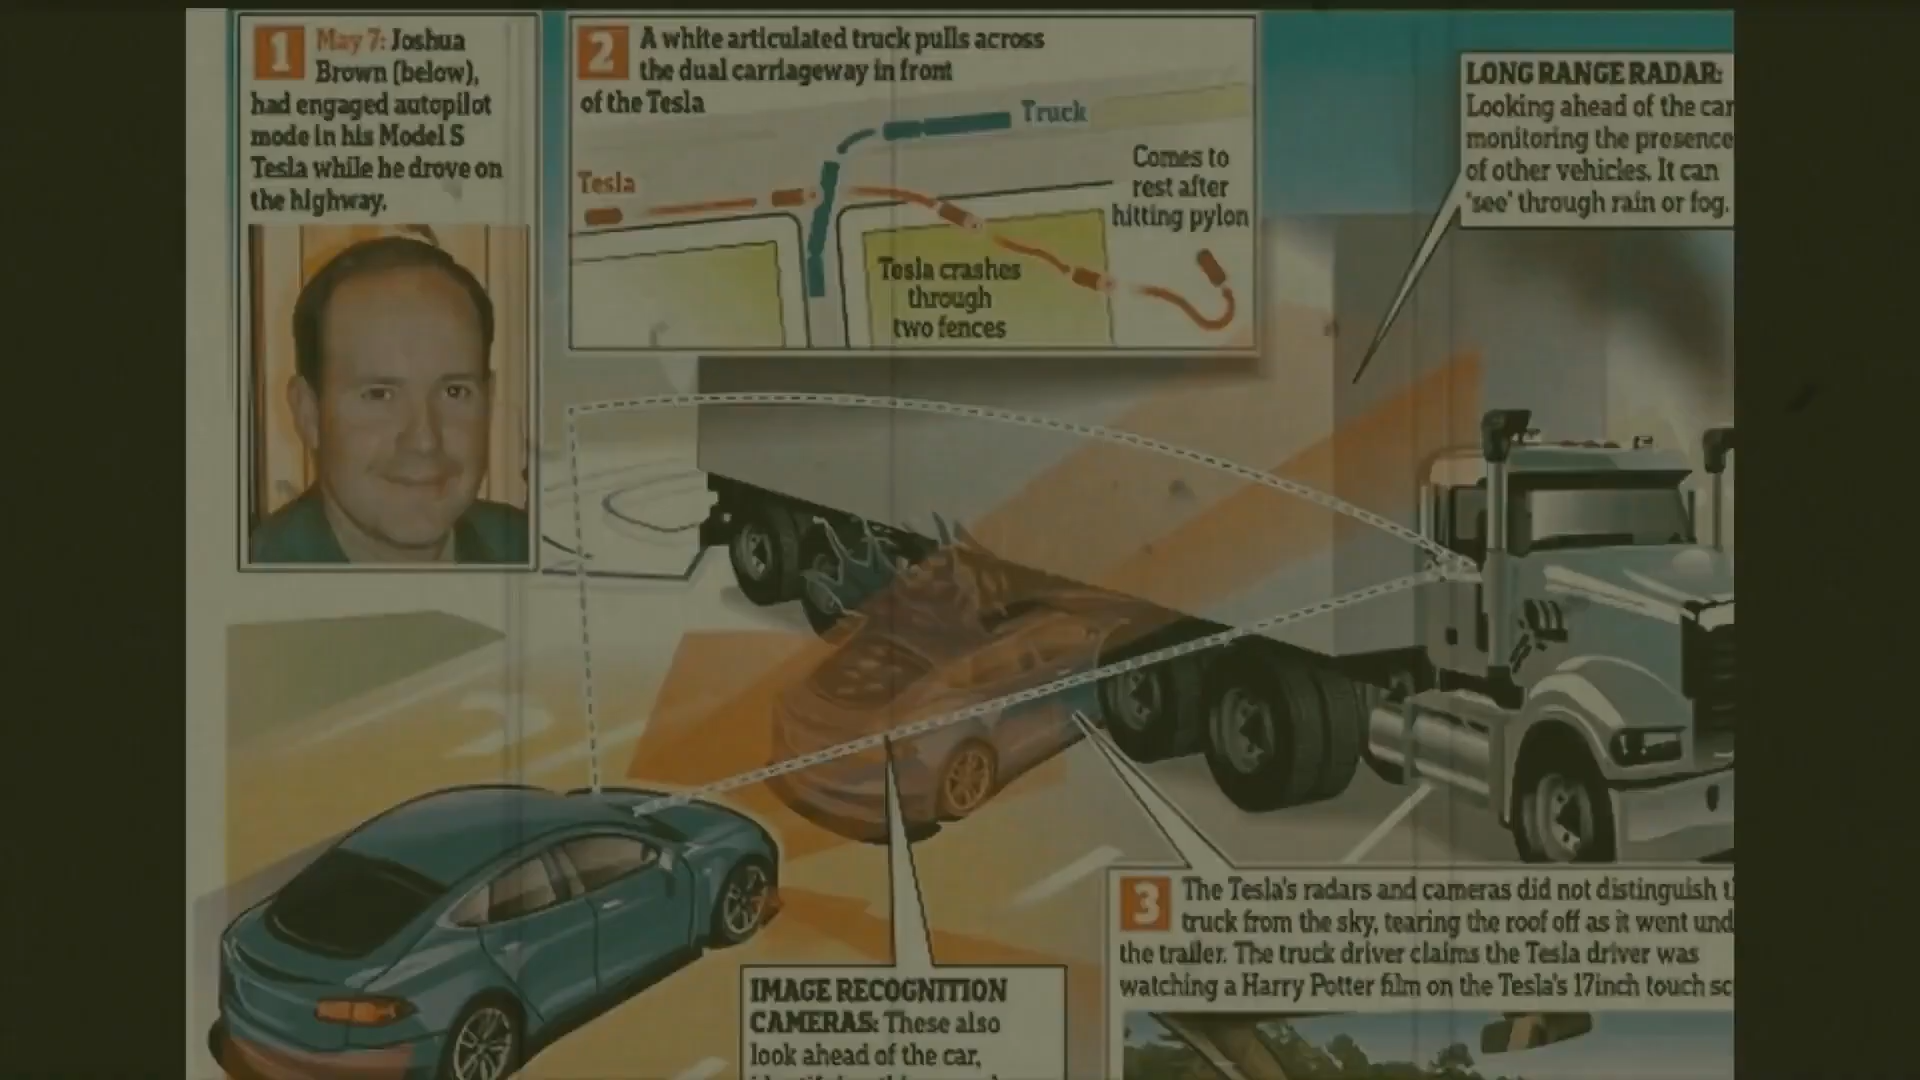 1 May 7: Joshua
Brown (below),
had engaged autopilot
mode in his Model S
Tesla while he drove on
the highway.
2 A white articulated truck pulls across
the dual carriageway in front
of the Tesla
Truck
Tesla
Comes to
rest after
hitting pylon
Tesla crashes
through
two fences
LONG RANGE RADAR:
Looking ahead of the car
monitoring the presence
of other vehicles. It can
'see' through rain or fog.
3 The Tesla's radars and cameras did not distinguish
truck from the sky, tearing the roof off as it went
the trailer. The truck driver claims the Tesla driver was
watching a Harry Potter film on the Tesla's 17inch touch
IMAGE RECOGNITION
CAMERAS: These also
look ahead of the car,